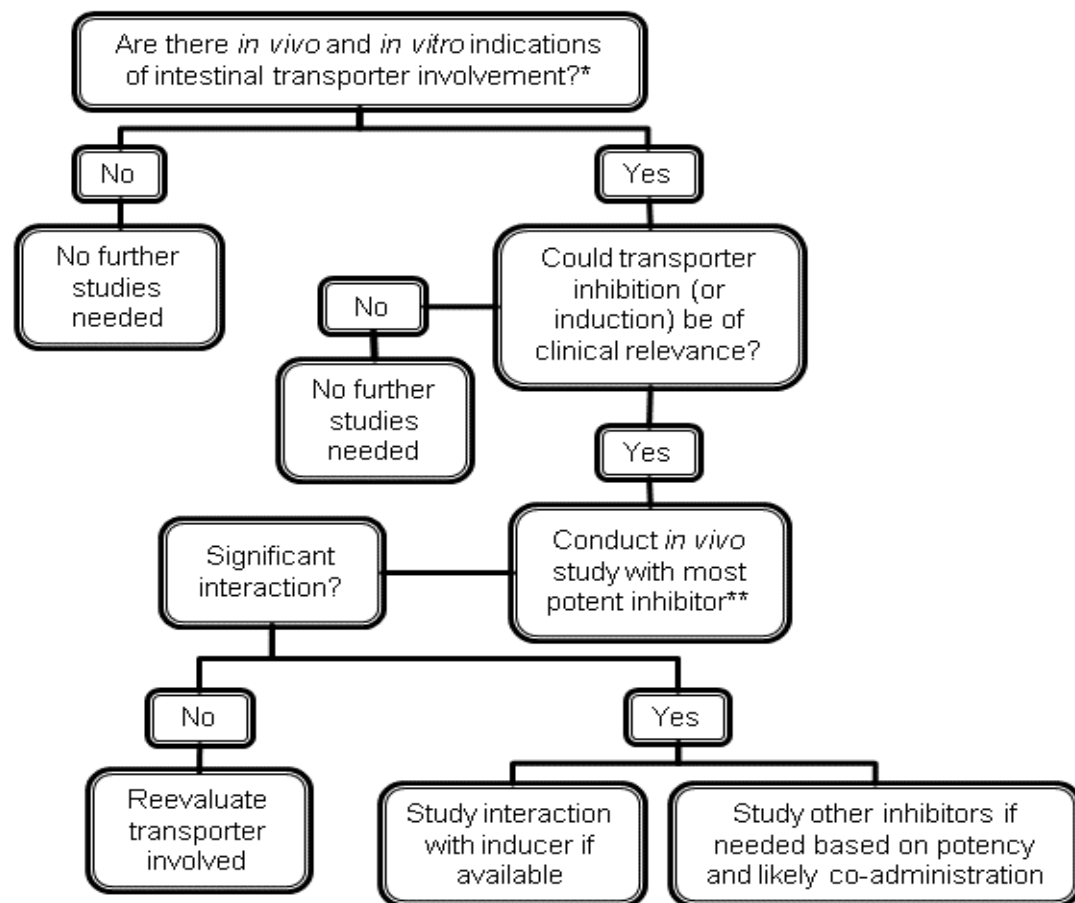 Are there in vivo and in vitro indications
of intestinal transporter involvement?*
No
Yes
No further
studies
needed
Could transporter
inhibition (or
induction) be of
clinical relevance?
No
No further
studies
needed
Yes
Conduct in vivo
study with most
potent inhibitor**
Significant
interaction?
No
Yes
Reevaluate
transporter
involved
Study interaction
with inducer if
available
Study other inhibitors if
needed based on potency
and likely co-administration